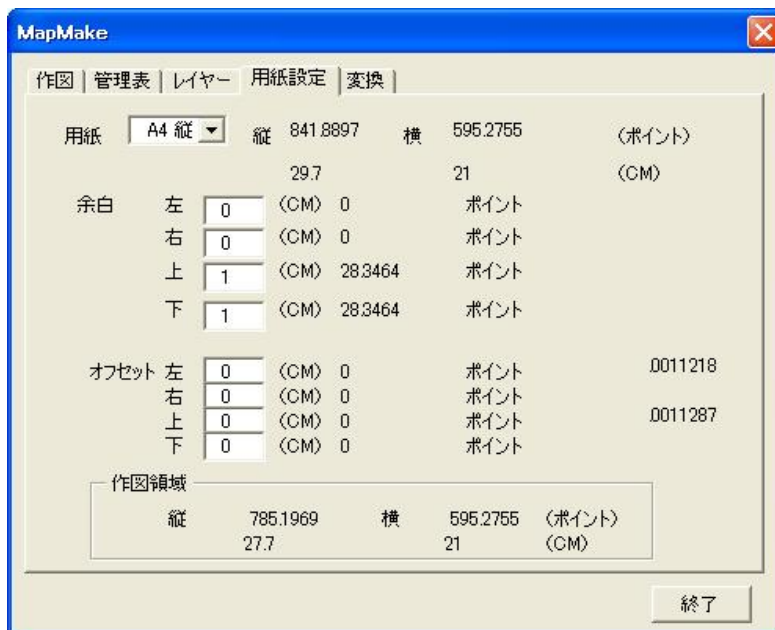 MapMake
作図 管理表 レイヤー 用紙設定 変換
用紙 A4 縦 縦 841.8897 横 595.2755 (ポイント)
29.7 21 (CM)
余白 左 0 (CM) 0 ポイント
右 0 (CM) 0 ポイント
上 1 (CM) 28.3464 ポイント
下 1 (CM) 28.3464 ポイント
オフセット 左 0 (CM) 0 ポイント .0011218
右 0 (CM) 0 ポイント
上 0 (CM) 0 ポイント .0011287
下 0 (CM) 0 ポイント
作図領域
縦 785.1969 横 595.2755 (ポイント)
27.7 21 (CM)
終了